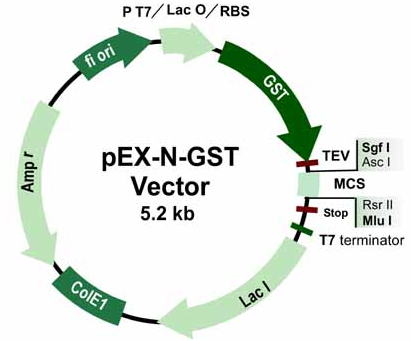 P T7/Lac O/RBS
fi ori
GST
Amp r
pEX-N-GST
Vector
5.2 kb
TEV
Sgf I
Asc I
MCS
Rsr II
Stop
Mlu I
T7 terminator
Lac I
ColE1